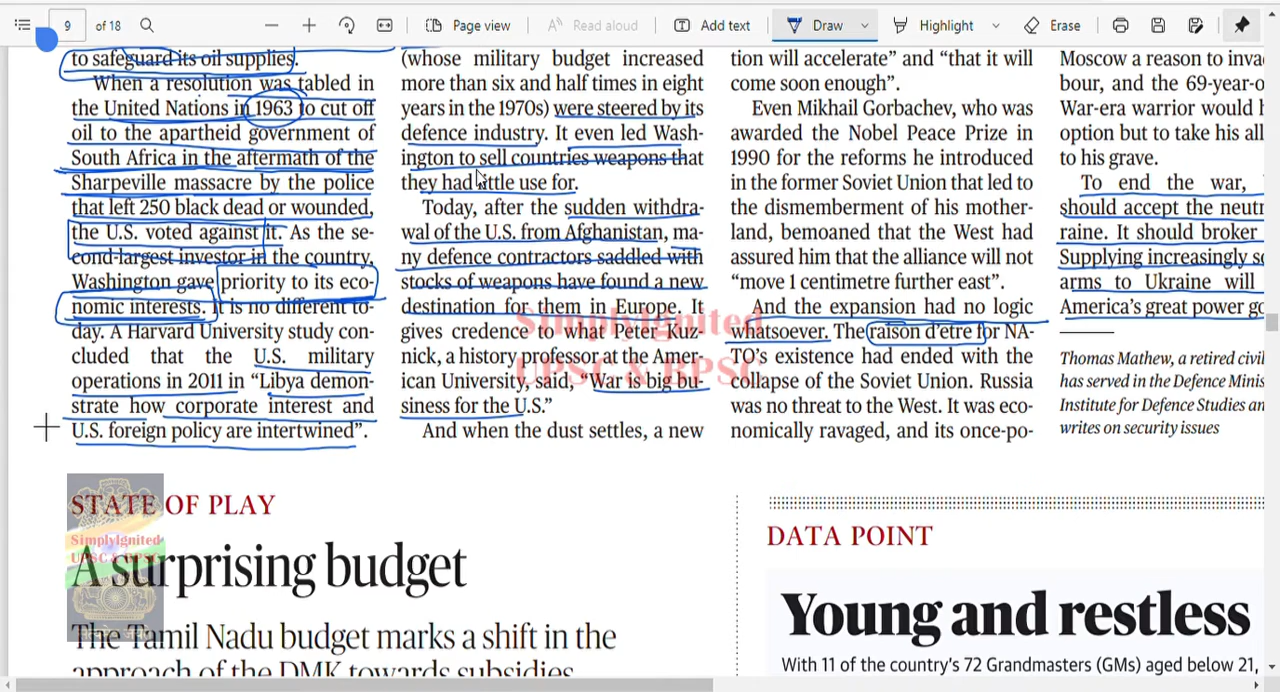 9
of 18
Page view
Read aloud
Add text
Draw
Highlight
Erase
to safeguard its oil supplies.
When a resolution was tabled in
the United Nations in 1963 to cut off
oil to the apartheid government of
South Africa in the aftermath of the
Sharpeville massacre by the police
that left 250 black dead or wounded,
the U.S. voted against it. As the se-
cond-largest investor in the country,
Washington gave priority to its eco-
nomic interests. It is no different to-
day. A Harvard University study con-
cluded that the U.S. military
operations in 2011 in “Libya demon-
strate how corporate interest and
U.S. foreign policy are intertwined”.
(whose military budget increased
more than six and half times in eight
years in the 1970s) were steered by its
defence industry. It even led Wash-
ington to sell countries weapons that
they had little use for.
Today, after the sudden withdra-
wal of the U.S. from Afghanistan, ma-
ny defence contractors saddled with
stocks of weapons have found a new
destination for them in Europe. It
gives credence to what Peter Kuz-
nick, a history professor at the Amer-
ican University, said, “War is big bu-
siness for the U.S.”
And when the dust settles, a new
tion will accelerate” and “that it will
come soon enough”.
Even Mikhail Gorbachev, who was
awarded the Nobel Peace Prize in
1990 for the reforms he introduced
in the former Soviet Union that led to
the dismemberment of his mother-
land, bemoaned that the West had
assured him that the alliance will not
“move 1 centimetre further east”.
And the expansion had no logic
whatsoever. The raison d'etre for NA-
TO's existence had ended with the
collapse of the Soviet Union. Russia
was no threat to the West. It was eco-
nomically ravaged, and its once-po-
Moscow a reason to inva
bour, and the 69-year-o
War-era warrior would h
option but to take his all
to his grave.
To end the war,
should accept the neutr
raine. It should broker
Supplying increasingly so
arms to Ukraine will
America's great power go
Thomas Mathew, a retired civil
has served in the Defence Minis
Institute for Defence Studies an
writes on security issues
SimplyIgnited
UPSC & BPSC
STATE OF PLAY
SimplyIgnited
UPSC & BPSC
A surprising budget
The Tamil Nadu budget marks a shift in the
approach of the DMK towards subsidies
DATA POINT
Young and restless
With 11 of the country's 72 Grandmasters (GMs) aged below 21,